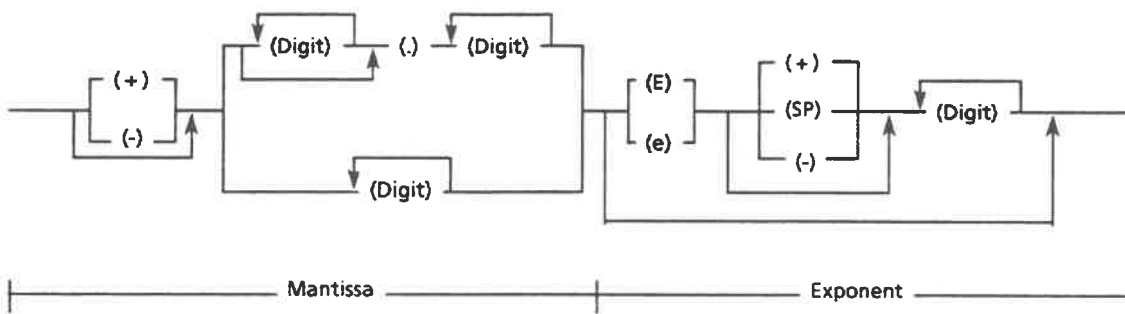 (Digit) (.) (Digit)
(+) (E) (+)
(SP) (Digit)
(-) (e) (-)
(Digit)
Mantissa Exponent